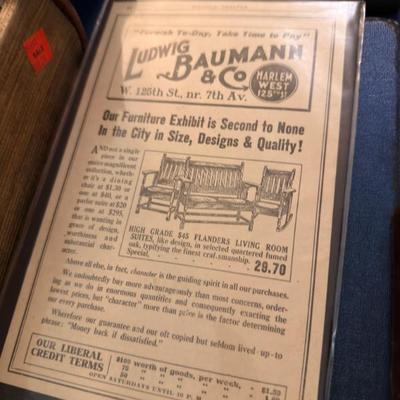 SALE
"Furnish To-Day, Take Time to Pay"
LUDWIG
BAUMANN
& Co
HARLEM
WEST
125TH ST
W. 125th St., nr. 7th Av.
Our Furniture Exhibit is Second to None
In the City in Size, Designs & Quality!
AND not a single
piece in our
entire magnificent
collection, wheth-
er it's a dining
chair at $1.30 or
one at $40, or a
parlor suite at $20
or one at $295,
that is wanting in
grace of design,
worthiness and
substantial char-
acter.
HIGH GRADE $45 FLANDERS LIVING ROOM
SUITES, like design, in selected quartered fumed
oak, typifying the finest craftsmanship.
Special . . . 29.70
Above all else, in fact, character is the guiding spirit in all our purchases.
We undoubtedly buy more advantageously than most concerns, order-
ing as we do in enormous quantities and consequently exacting the
lowest prices, but "character" more than price is the factor determining
our every purchase.
Wherefore our guarantee and our oft copied but seldom lived up-to
phrase: "Money back if dissatisfied."
OUR LIBERAL
CREDIT TERMS
$100 worth of goods, per week,
75 " " " "
50 " " " "
OPEN SATURDAYS UNTIL 10 P. M.